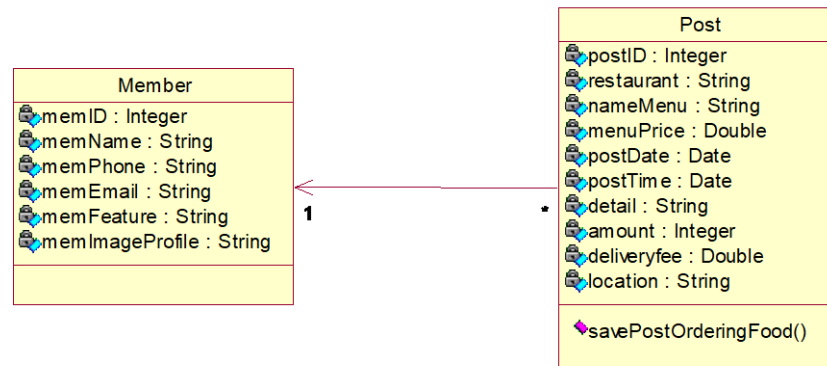 Member
memID : Integer
memName : String
memPhone : String
memEmail : String
memFeature : String
memImageProfile : String
1
*
Post
postID : Integer
restaurant : String
nameMenu : String
menuPrice : Double
postDate : Date
postTime : Date
detail : String
amount : Integer
deliveryfee : Double
location : String
savePostOrderingFood()